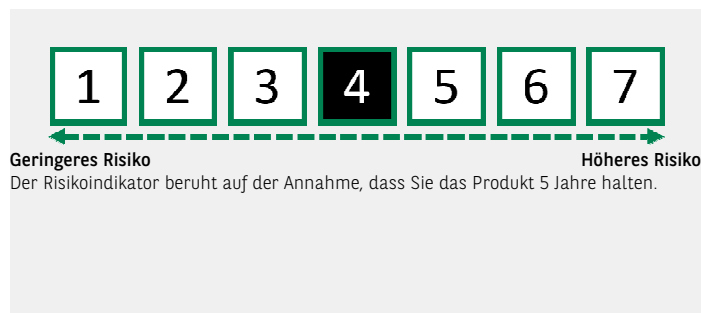 1 2 3 4 5 6 7
Geringeres Risiko Höheres Risiko
Der Risikoindikator beruht auf der Annahme, dass Sie das Produkt 5 Jahre halten.